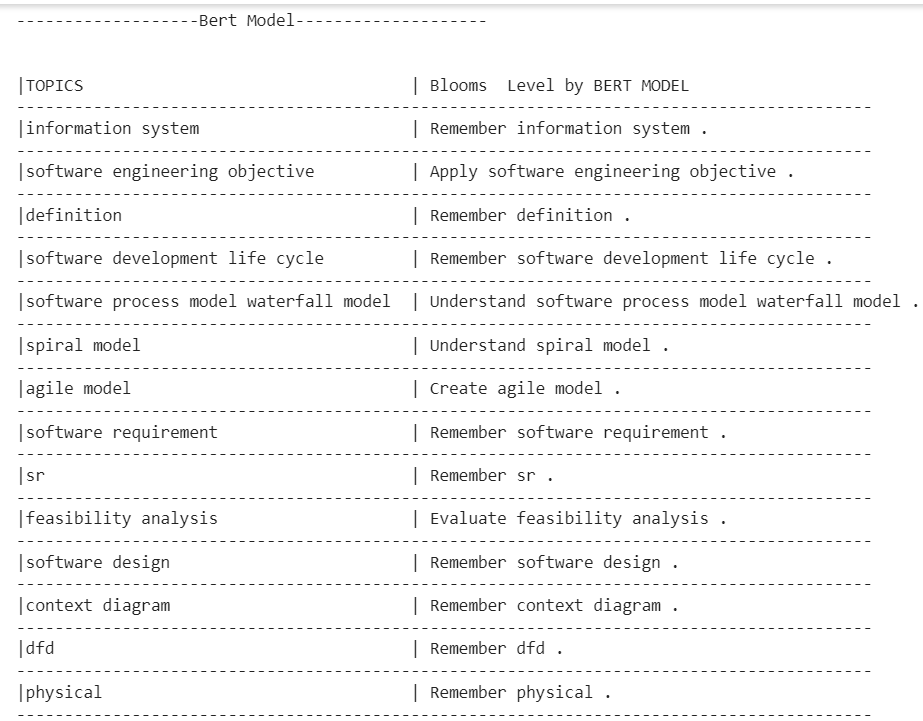 -------------------Bert Model--------------------
|TOPICS | Blooms  Level by BERT MODEL
-----------------------------------------------------------------------------------------
|information system | Remember information system .
-----------------------------------------------------------------------------------------
|software engineering objective | Apply software engineering objective .
-----------------------------------------------------------------------------------------
|definition | Remember definition .
-----------------------------------------------------------------------------------------
|software development life cycle | Remember software development life cycle .
-----------------------------------------------------------------------------------------
|software process model waterfall model | Understand software process model waterfall model .
-----------------------------------------------------------------------------------------
|spiral model | Understand spiral model .
-----------------------------------------------------------------------------------------
|agile model | Create agile model .
-----------------------------------------------------------------------------------------
|software requirement | Remember software requirement .
-----------------------------------------------------------------------------------------
|sr | Remember sr .
-----------------------------------------------------------------------------------------
|feasibility analysis | Evaluate feasibility analysis .
-----------------------------------------------------------------------------------------
|software design | Remember software design .
-----------------------------------------------------------------------------------------
|context diagram | Remember context diagram .
-----------------------------------------------------------------------------------------
|dfd | Remember dfd .
-----------------------------------------------------------------------------------------
|physical | Remember physical .
-----------------------------------------------------------------------------------------